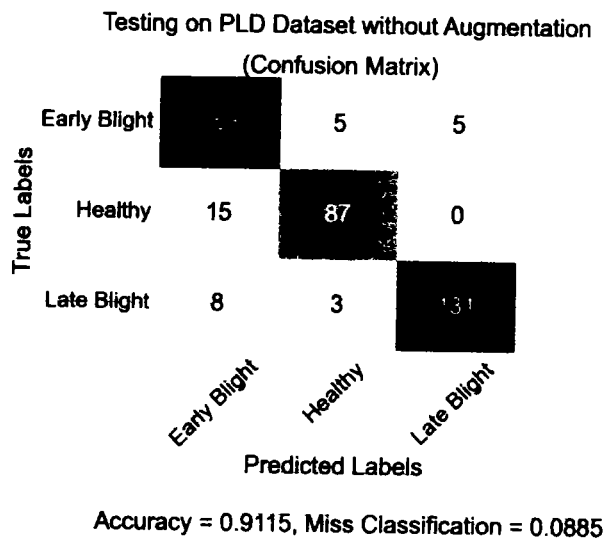 Testing on PLD Dataset without Augmentation
(Confusion Matrix)
True Labels
Early Blight 5 5
Healthy 15 87 0
Late Blight 8 3 131
Early Blight Healthy Late Blight
Predicted Labels
Accuracy = 0.9115, Miss Classification = 0.0885